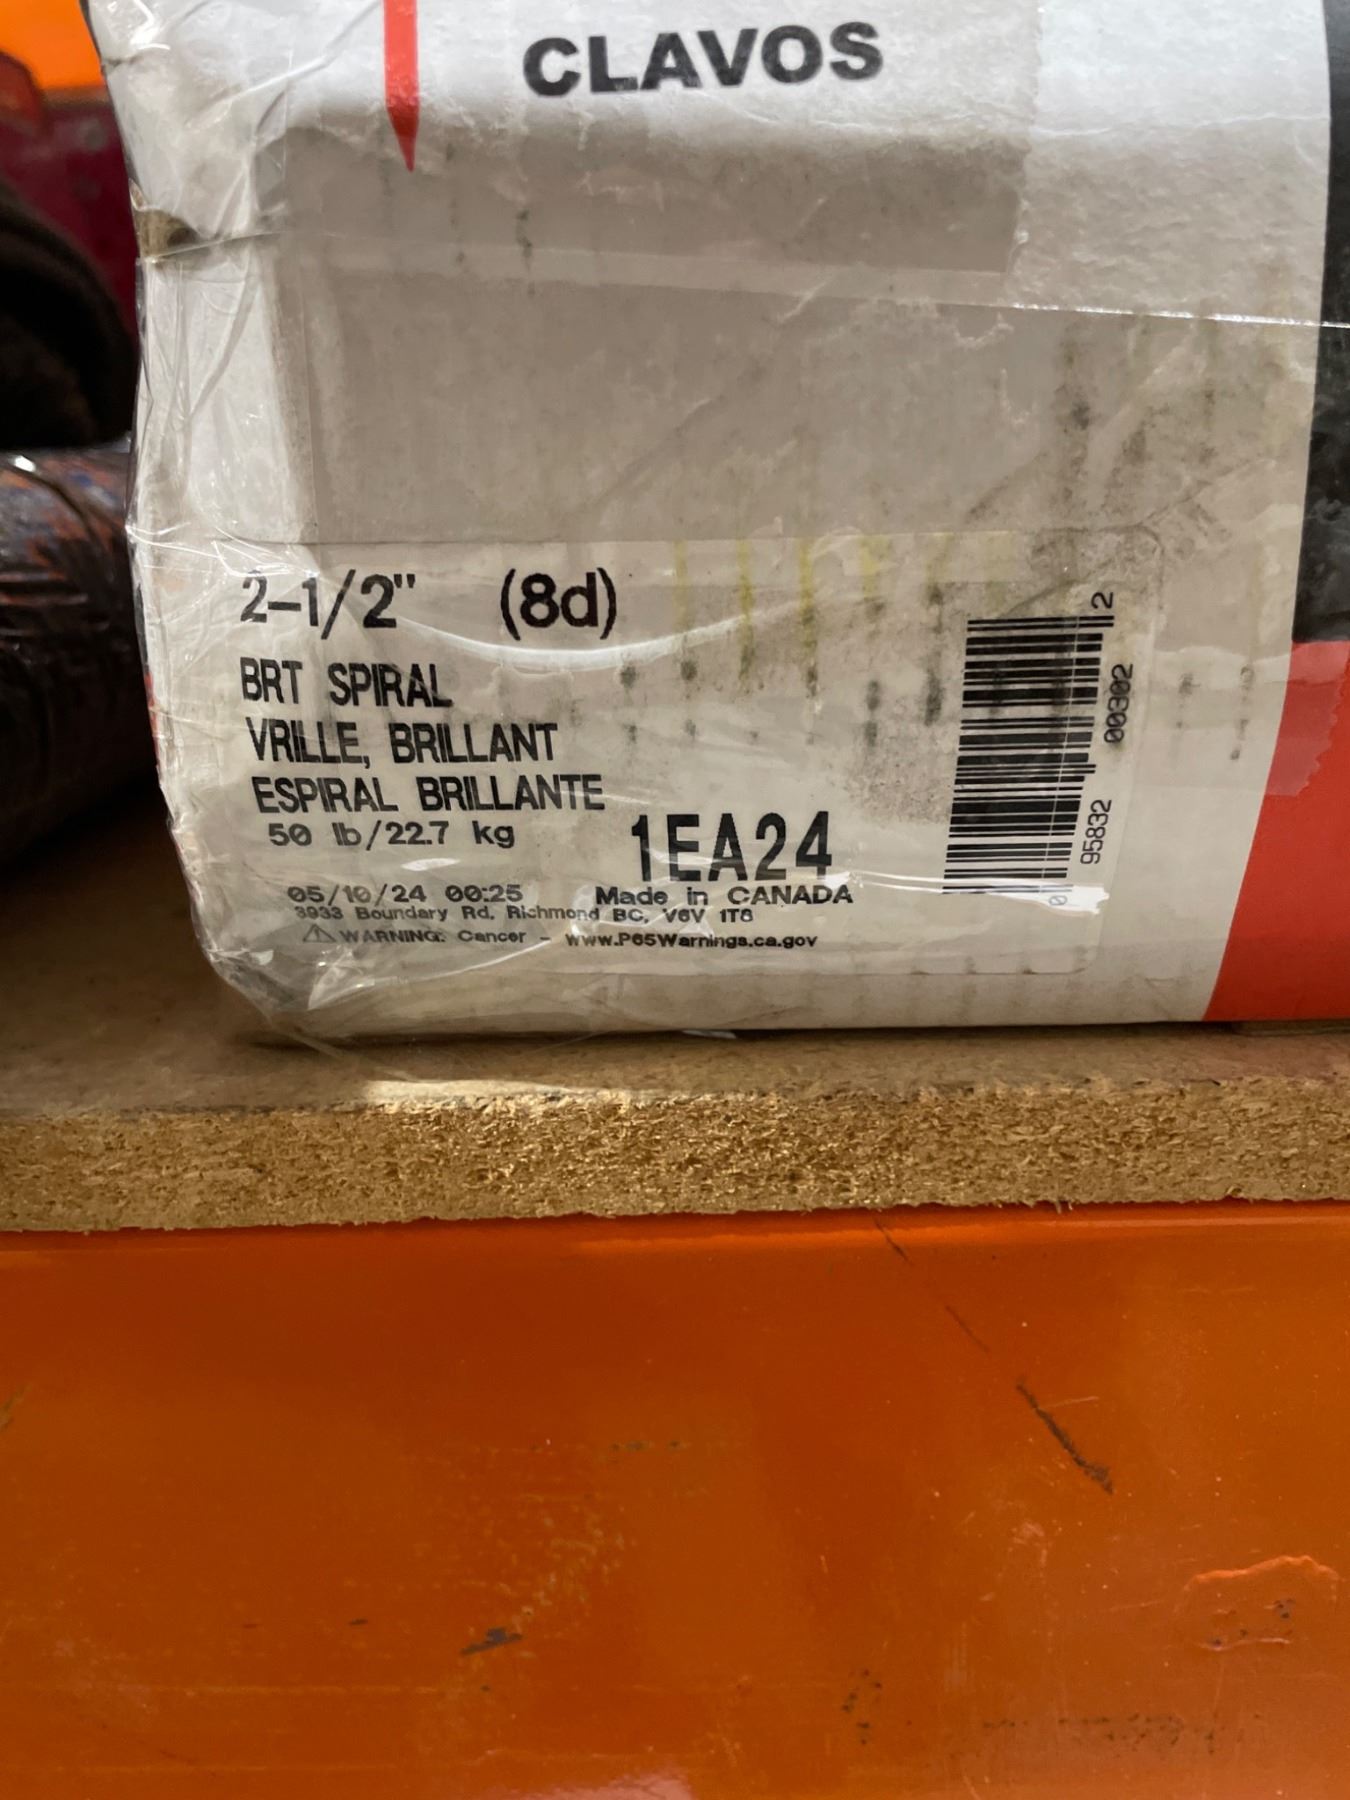 CLAVOS
2-1/2" (8d)
BRT SPIRAL
VRILLE, BRILLANT
ESPIRAL BRILLANTE
50 lb/22.7 kg
1EA24
05/10/24 00:25 Made in CANADA
3933 Boundary Rd, Richmond BC, V6V 1T8
⚠ WARNING: Cancer - www.P65Warnings.ca.gov
0 95832 00302 2